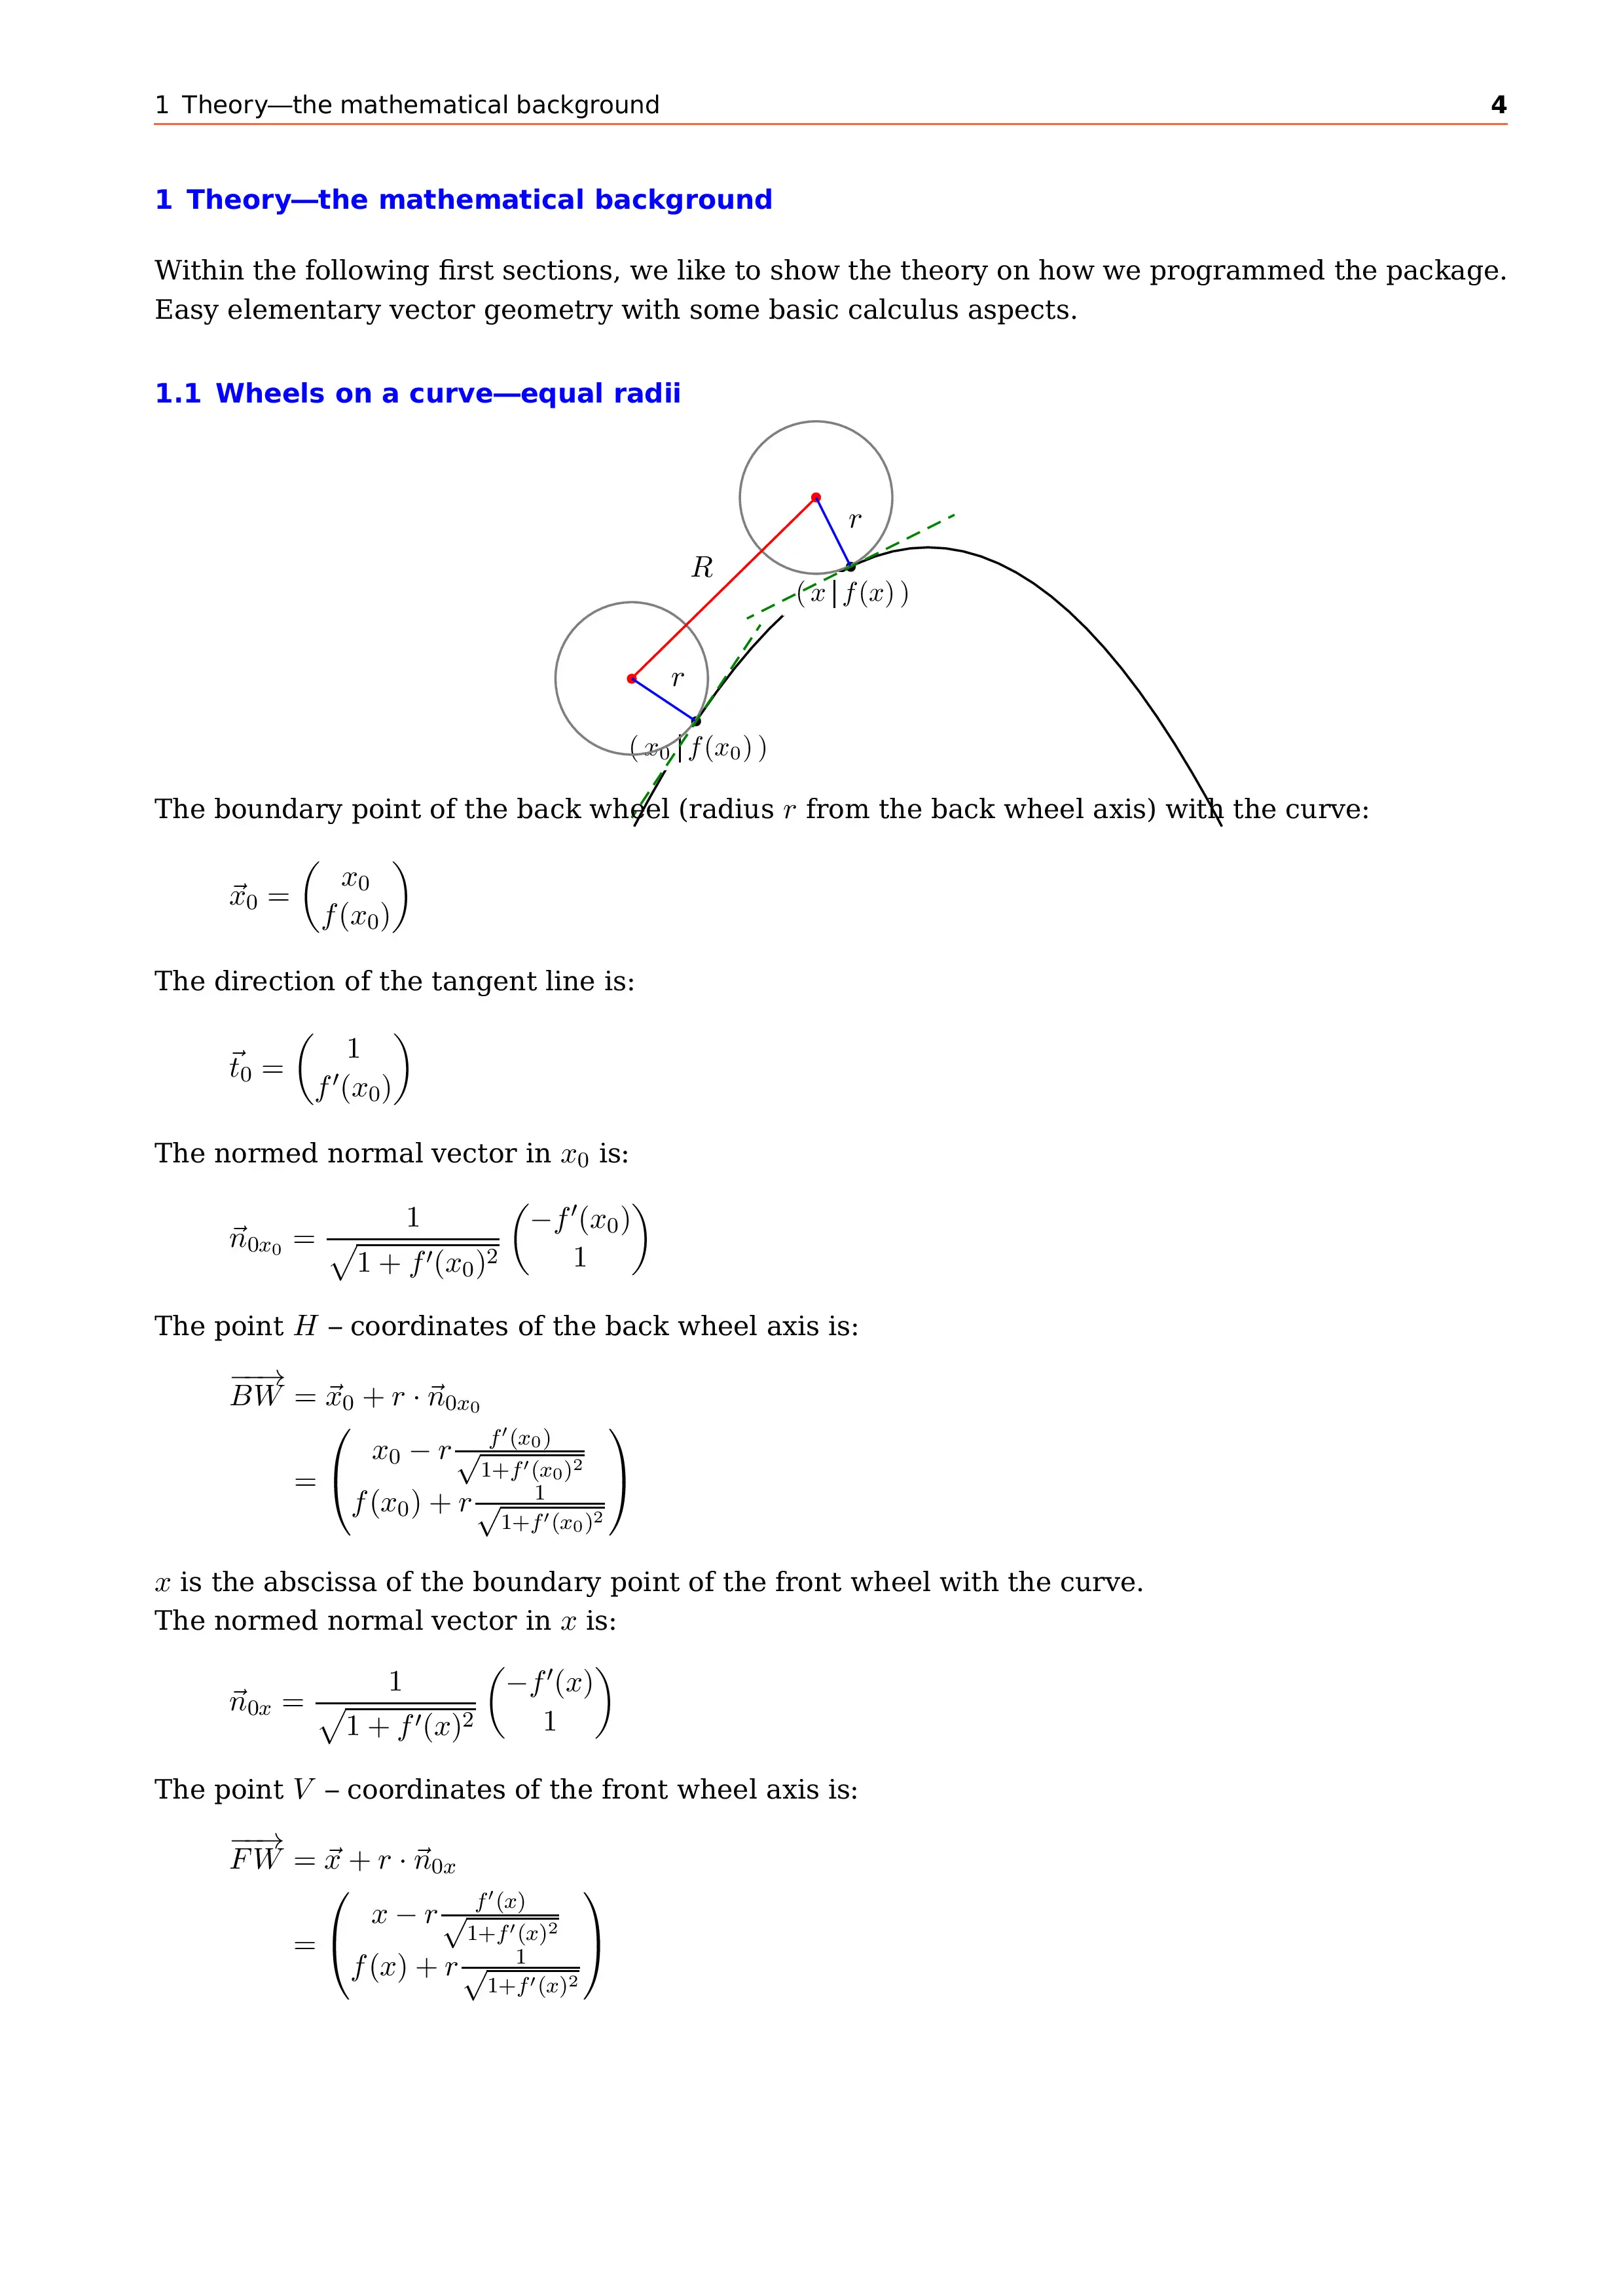 1 Theory—the mathematical background 4
1 Theory—the mathematical background
Within the following first sections, we like to show the theory on how we programmed the package.
Easy elementary vector geometry with some basic calculus aspects.
1.1 Wheels on a curve—equal radii
r
R
( x | f(x) )
r
( x₀ | f(x₀) )
The boundary point of the back wheel (radius r from the back wheel axis) with the curve:
$\vec{x}_0 = \begin{pmatrix} x_0 \\ f(x_0) \end{pmatrix}$
The direction of the tangent line is:
$\vec{t}_0 = \begin{pmatrix} 1 \\ f'(x_0) \end{pmatrix}$
The normed normal vector in x₀ is:
$\vec{n}_{0x_0} = \frac{1}{\sqrt{1+f'(x_0)^2}} \begin{pmatrix} -f'(x_0) \\ 1 \end{pmatrix}$
The point H – coordinates of the back wheel axis is:
$\overrightarrow{BW} = \vec{x}_0 + r \cdot \vec{n}_{0x_0}$
$= \begin{pmatrix} x_0 - r\frac{f'(x_0)}{\sqrt{1+f'(x_0)^2}} \\ f(x_0) + r\frac{1}{\sqrt{1+f'(x_0)^2}} \end{pmatrix}$
x is the abscissa of the boundary point of the front wheel with the curve.
The normed normal vector in x is:
$\vec{n}_{0x} = \frac{1}{\sqrt{1+f'(x)^2}} \begin{pmatrix} -f'(x) \\ 1 \end{pmatrix}$
The point V – coordinates of the front wheel axis is:
$\overrightarrow{FW} = \vec{x} + r \cdot \vec{n}_{0x}$
$= \begin{pmatrix} x - r\frac{f'(x)}{\sqrt{1+f'(x)^2}} \\ f(x) + r\frac{1}{\sqrt{1+f'(x)^2}} \end{pmatrix}$